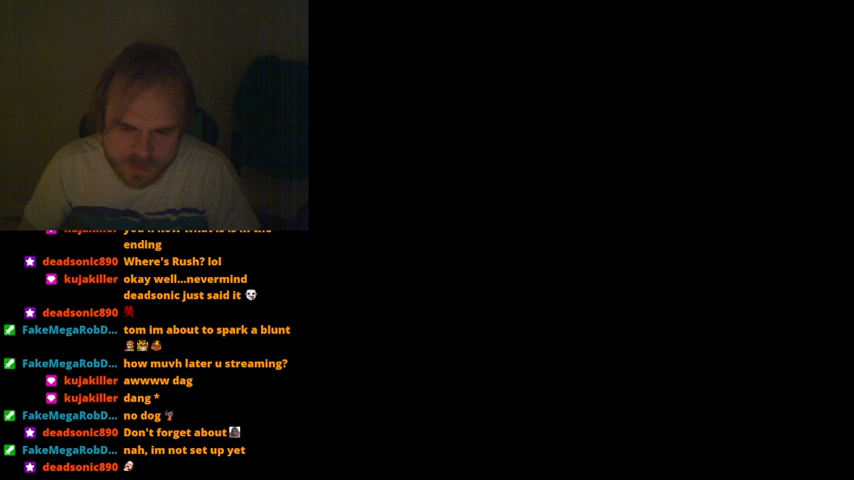 ending
deadsonic890 Where's Rush? lol
kujakiller okay well...nevermind
deadsonic just said it
deadsonic890
FakeMegaRobD... tom im about to spark a blunt
FakeMegaRobD... how muvh later u streaming?
kujakiller awwww dag
kujakiller dang *
FakeMegaRobD... no dog
deadsonic890 Don't forget about
FakeMegaRobD... nah, im not set up yet
deadsonic890